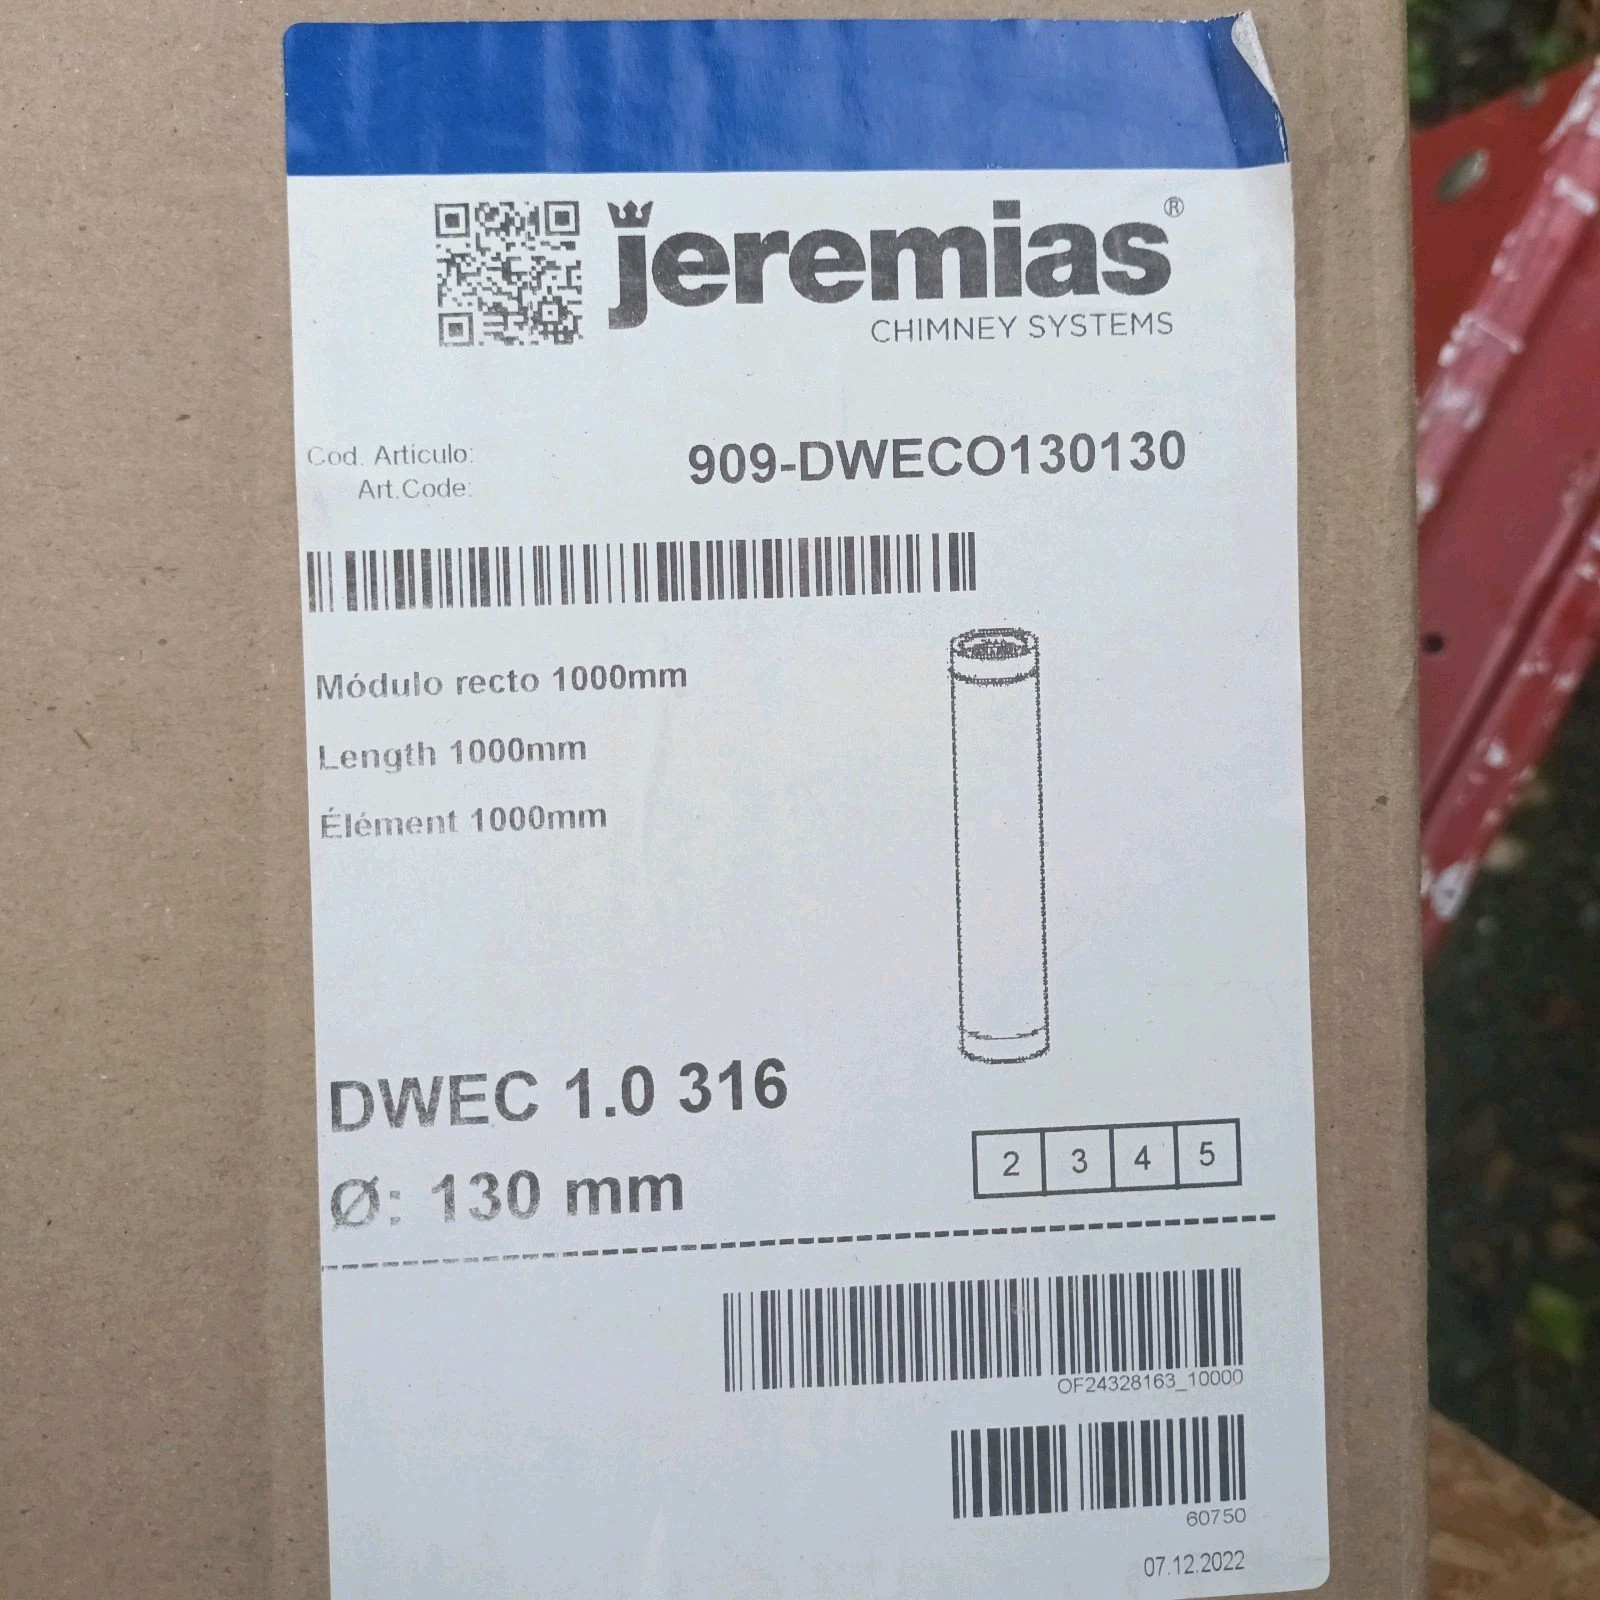 jeremias®
CHIMNEY SYSTEMS
Cod. Artículo:
Art.Code:
909-DWECO130130
Módulo recto 1000mm
Length 1000mm
Élément 1000mm
DWEC 1.0 316
Ø: 130 mm
2 3 4 5
OF24328163_10000
60750
07.12.2022